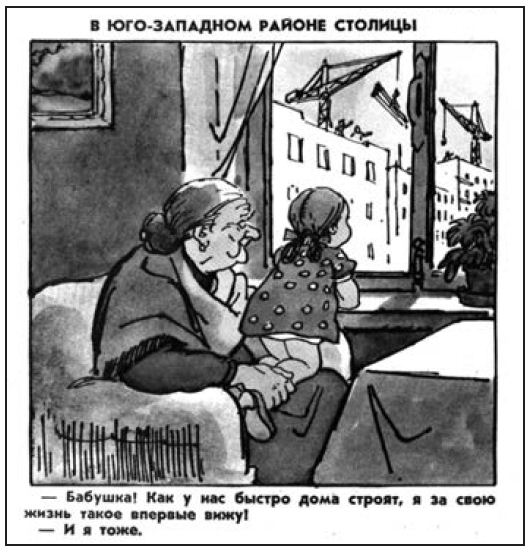 В ЮГО-ЗАПАДНОМ РАЙОНЕ СТОЛИЦЫ
— Бабушка! Как у нас быстро дома строят, я за свою
жизнь такое впервые вижу!
— И я тоже.